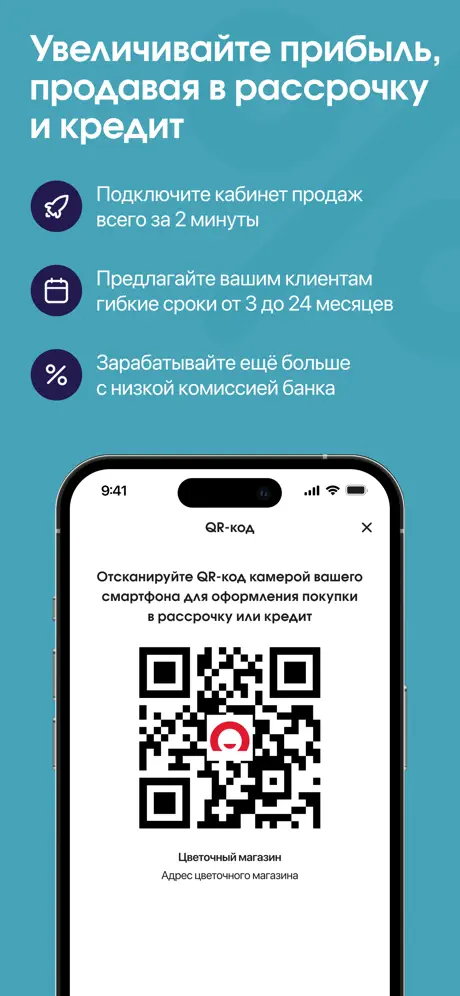 Увеличивайте прибыль,
продавая в рассрочку
и кредит
Подключите кабинет продаж
всего за 2 минуты
Предлагайте вашим клиентам
гибкие сроки от 3 до 24 месяцев
Зарабатывайте ещё больше
с низкой комиссией банка
9:41
QR-код
Отсканируйте QR-код камерой вашего
смартфона для оформления покупки
в рассрочку или кредит
Цветочный магазин
Адрес цветочного магазина